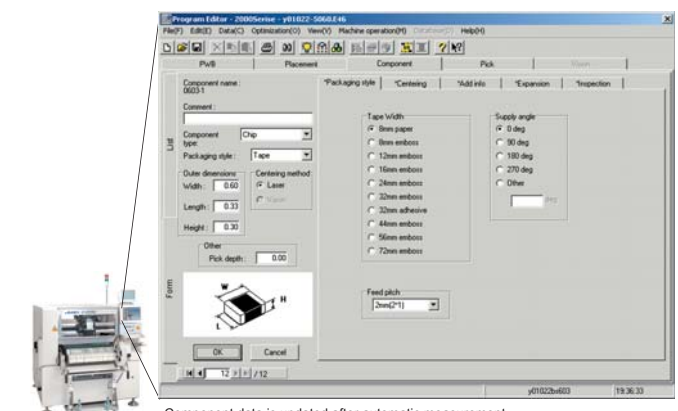 Program Editor - 2000Serise - y01022-5060.E46
File(F) Edit(E) Data(C) Optimization(O) View(V) Machine operation(M) Database(D) Help(H)
PWB Placement Component Pick Vision
Component name :
0603-1
Comment :
Component type: Chip
Packaging style : Tape
Outer dimensions
Width : 0.60
Length : 0.33
Height : 0.30
Centering method
Laser
Vision
Other
Pick depth : 0.00
W
H
L
OK Cancel
12 / 12
List
Form
*Packaging style *Centering *Add info *Expansion *Inspection
Tape Width
8mm paper
8mm emboss
12mm emboss
16mm emboss
24mm emboss
32mm emboss
32mm adhesive
44mm emboss
56mm emboss
72mm emboss
Supply angle
0 deg
90 deg
180 deg
270 deg
Other
deg
Feed pitch
2mm(2*1)
19:36:33
Component data is updated after automatic measurement